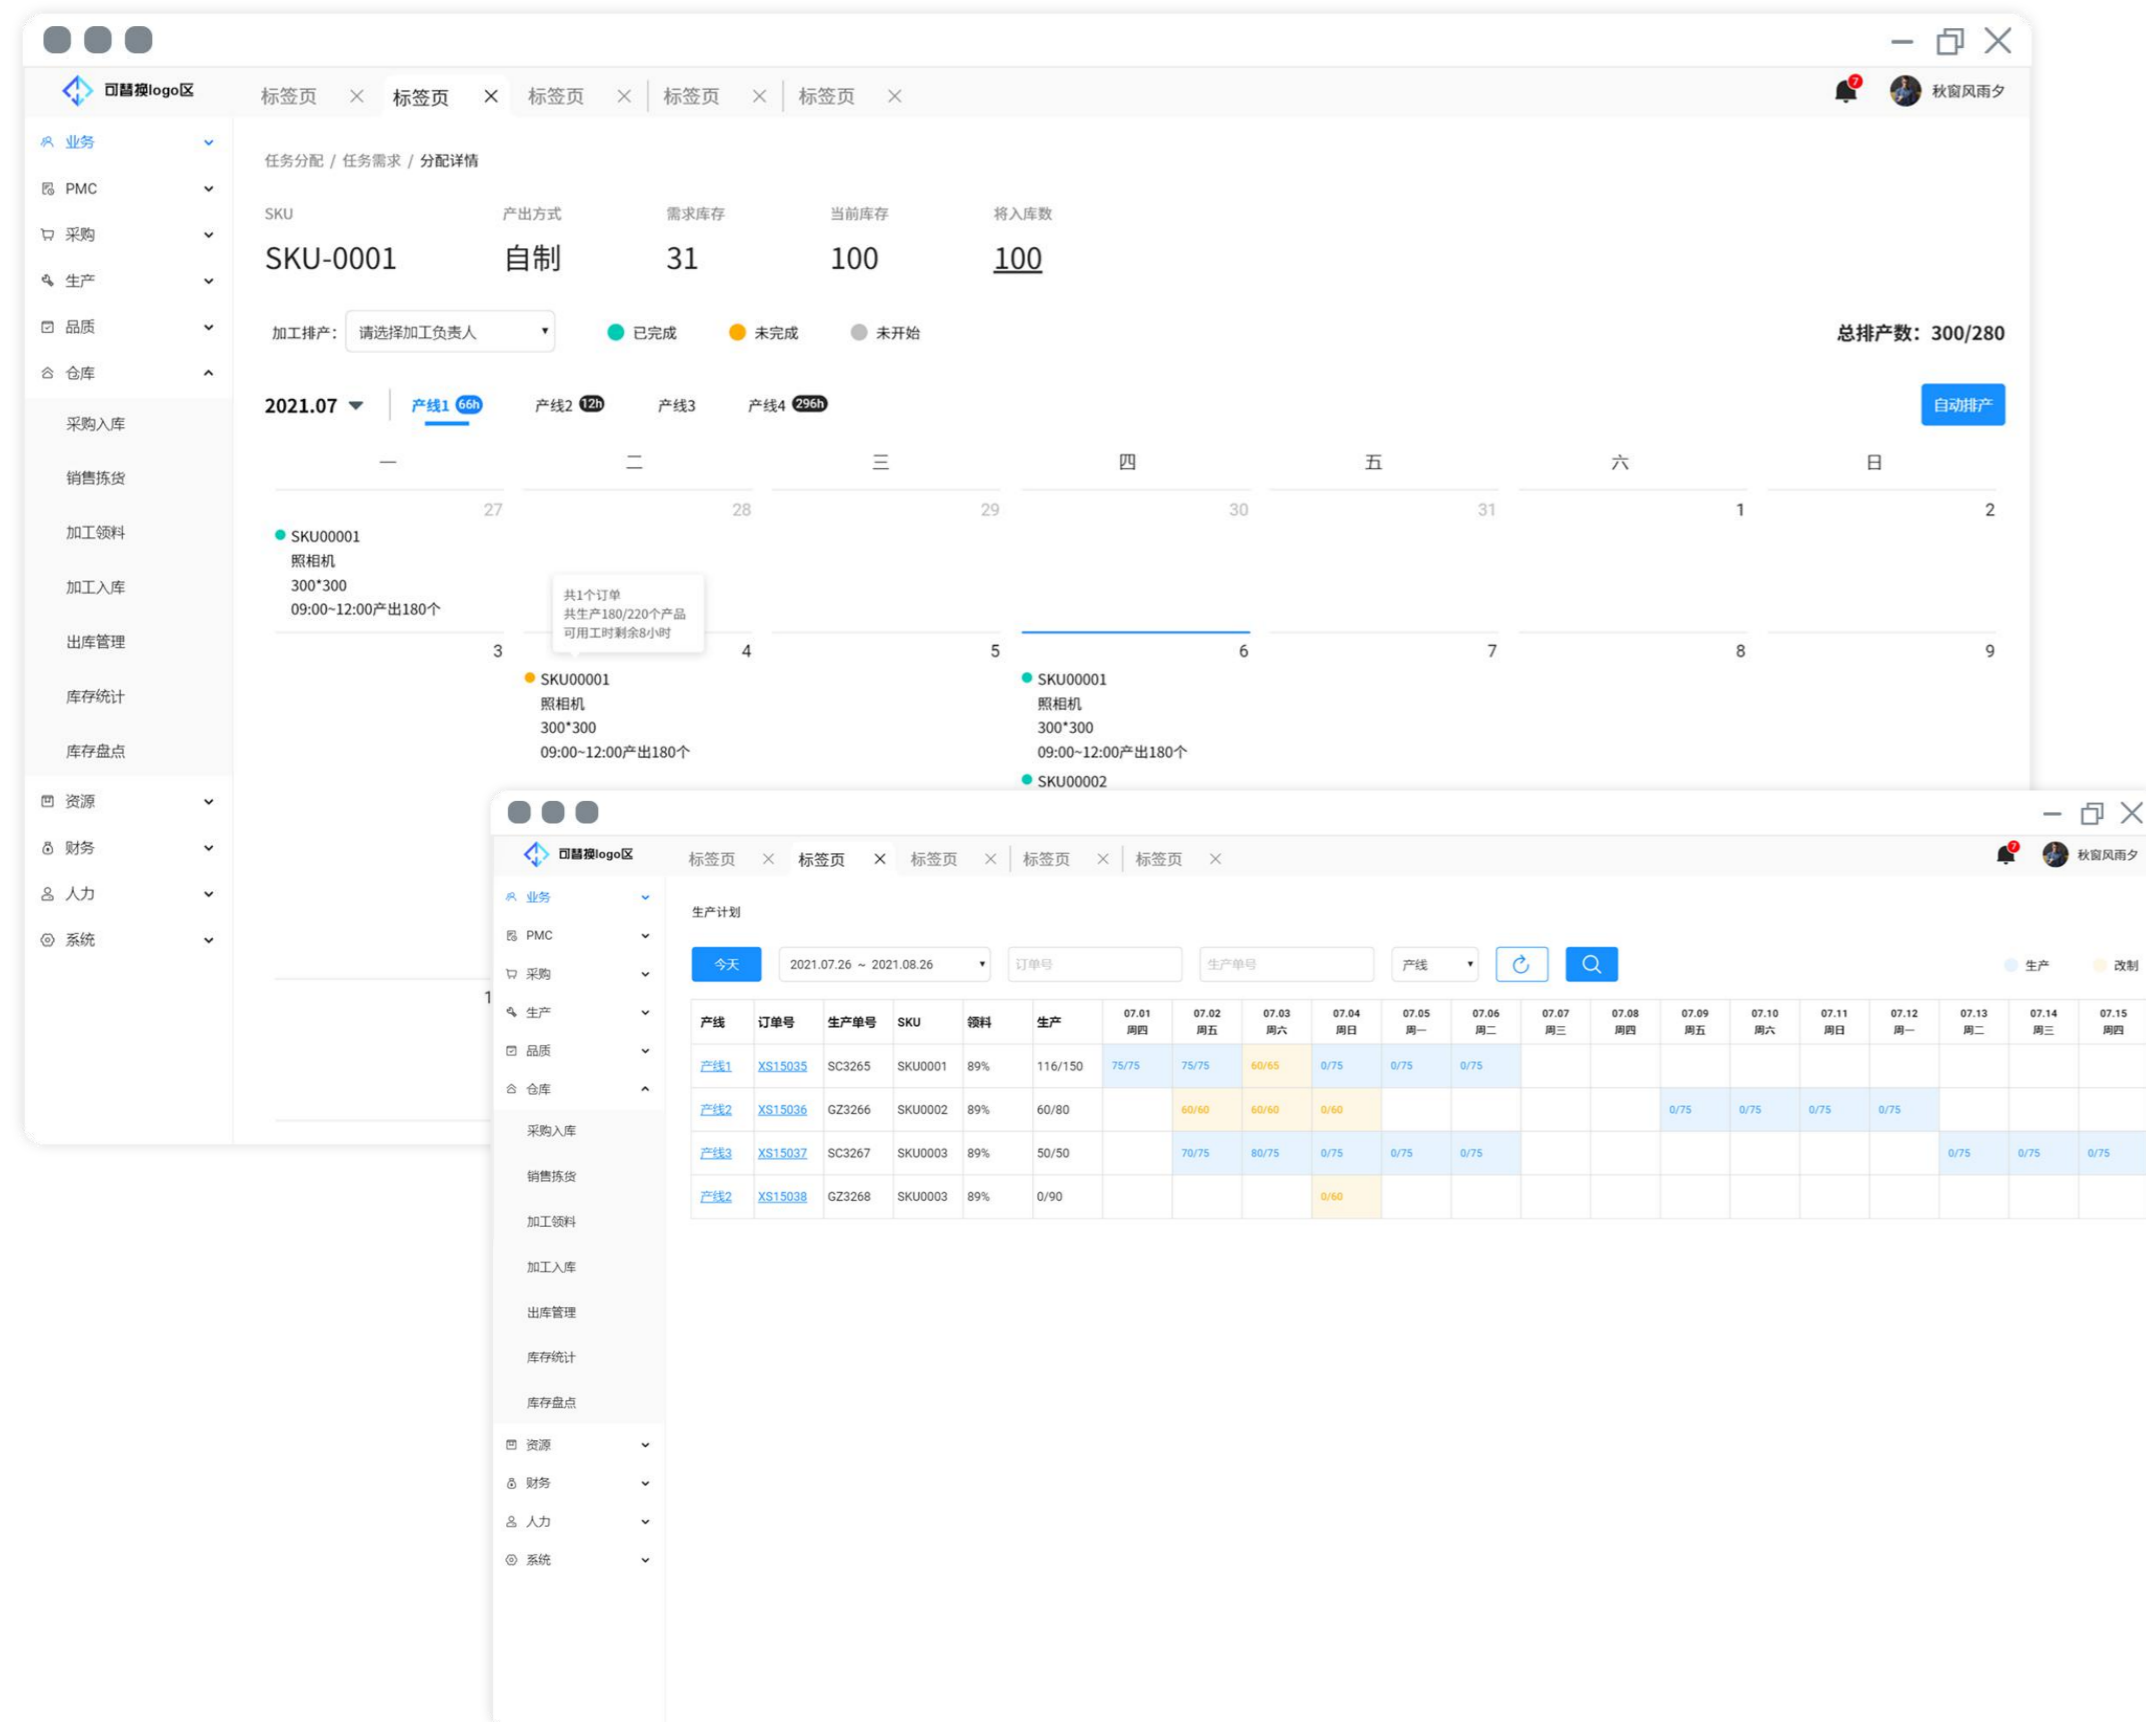 可替换logo区
标签页
标签页
标签页
标签页
标签页
7
秋窗风雨夕
业务
PMC
采购
生产
品质
仓库
采购入库
销售拣货
加工领料
加工入库
出库管理
库存统计
库存盘点
资源
财务
人力
系统
任务分配 / 任务需求 / 分配详情
SKU 产出方式 需求库存 当前库存 将入库数
SKU-0001 自制 31 100 100
加工排产: 请选择加工负责人 已完成 未完成 未开始 总排产数: 300/280
2021.07 产线1 66h 产线2 12h 产线3 产线4 296h 自动排产
一 二 三 四 五 六 日
27 28 29 30 31 1 2
SKU00001
照相机
300*300
09:00~12:00产出180个
共1个订单
共生产180/220个产品
可用工时剩余8小时
3 4 5 6 7 8 9
SKU00001
照相机
300*300
09:00~12:00产出180个
SKU00001
照相机
300*300
09:00~12:00产出180个
SKU00002
1
可替换logo区
标签页
标签页
标签页
标签页
标签页
7
秋窗风雨夕
业务
PMC
采购
生产
品质
仓库
采购入库
销售拣货
加工领料
加工入库
出库管理
库存统计
库存盘点
资源
财务
人力
系统
生产计划
今天 2021.07.26 ~ 2021.08.26 订单号 生产单号 产线 生产 改制
产线 订单号 生产单号 SKU 领料 生产 07.01 07.02 07.03 07.04 07.05 07.06 07.07 07.08 07.09 07.10 07.11 07.12 07.13 07.14 07.15
周四 周五 周六 周日 周一 周二 周三 周四 周五 周六 周日 周一 周二 周三 周四
产线1 XS15035 SC3265 SKU0001 89% 116/150 75/75 75/75 60/65 0/75 0/75 0/75
产线2 XS15036 GZ3266 SKU0002 89% 60/80 60/60 60/60 0/60 0/75 0/75 0/75 0/75
产线3 XS15037 SC3267 SKU0003 89% 50/50 70/75 80/75 0/75 0/75 0/75 0/75 0/75 0/75
产线2 XS15038 GZ3268 SKU0003 89% 0/90 0/60